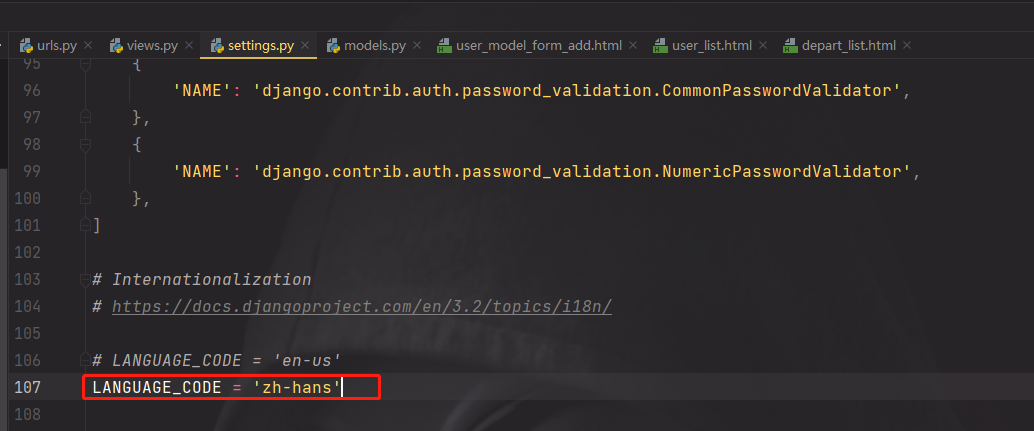 urls.py views.py settings.py models.py user_model_form_add.html user_list.html depart_list.html
95 {
96 'NAME': 'django.contrib.auth.password_validation.CommonPasswordValidator',
97 },
98 {
99 'NAME': 'django.contrib.auth.password_validation.NumericPasswordValidator',
100 },
101 ]
102
103 # Internationalization
104 # https://docs.djangoproject.com/en/3.2/topics/i18n/
105
106 # LANGUAGE_CODE = 'en-us'
107 LANGUAGE_CODE = 'zh-hans'
108